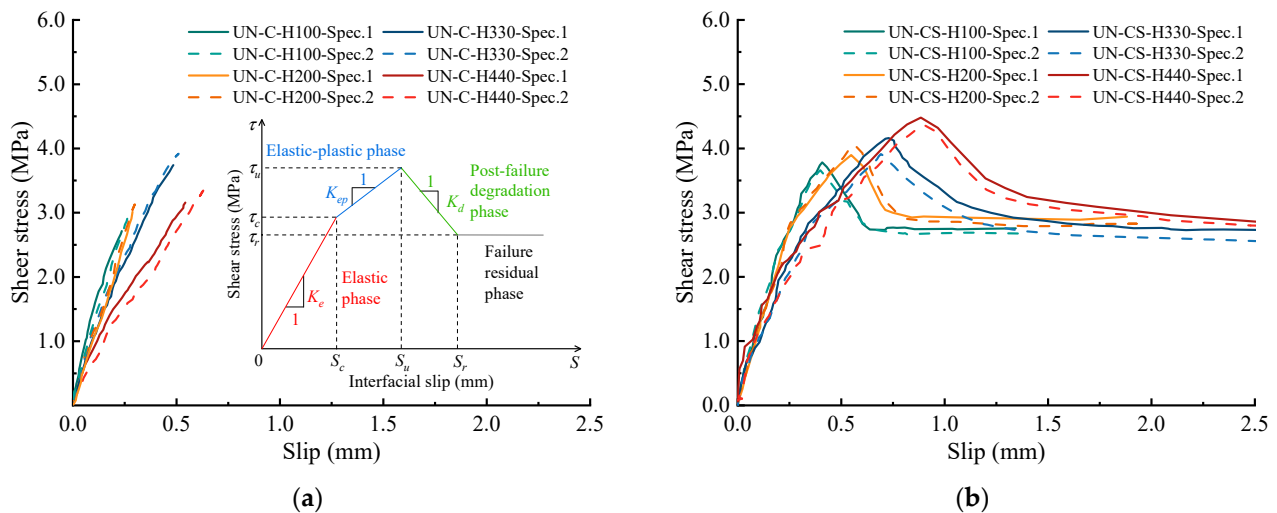 6.0
5.0
4.0
3.0
2.0
1.0
0.0
Sheer stress (MPa)
UN-C-H100-Spec.1
UN-C-H100-Spec.2
UN-C-H200-Spec.1
UN-C-H200-Spec.2
UN-C-H330-Spec.1
UN-C-H330-Spec.2
UN-C-H440-Spec.1
UN-C-H440-Spec.2
τ
τu
τc
τr
Shear stress (MPa)
Elastic-plastic phase
1
Kep
1
Kd
Post-failure
degradation
phase
Ke
1
Elastic
phase
Failure
residual
phase
0
Sc
Su
Sr
S
Interfacial slip (mm)
0.0
0.5
1.0
1.5
2.0
2.5
Slip (mm)
(a)
6.0
5.0
4.0
3.0
2.0
1.0
0.0
Shear stress (MPa)
UN-CS-H100-Spec.1
UN-CS-H100-Spec.2
UN-CS-H200-Spec.1
UN-CS-H200-Spec.2
UN-CS-H330-Spec.1
UN-CS-H330-Spec.2
UN-CS-H440-Spec.1
UN-CS-H440-Spec.2
0.0
0.5
1.0
1.5
2.0
2.5
Slip (mm)
(b)